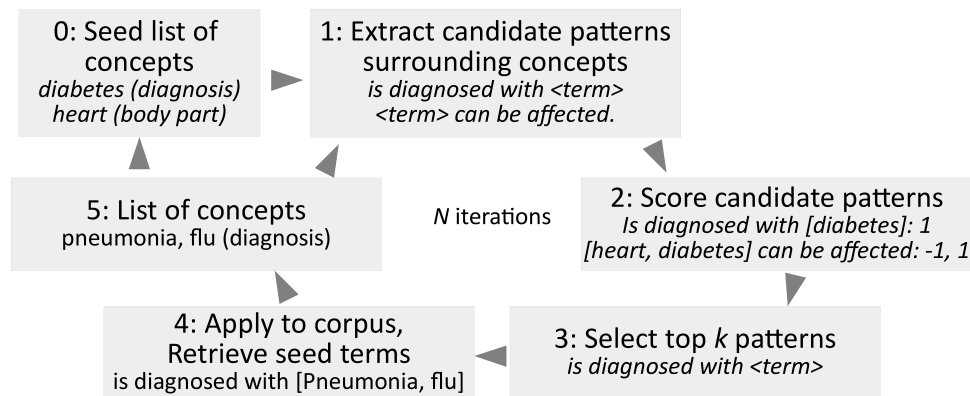 0: Seed list of
concepts
diabetes (diagnosis)
heart (body part)
1: Extract candidate patterns
surrounding concepts
is diagnosed with <term>
<term> can be affected.
2: Score candidate patterns
Is diagnosed with [diabetes]: 1
[heart, diabetes] can be affected: -1, 1
3: Select top k patterns
is diagnosed with <term>
4: Apply to corpus,
Retrieve seed terms
is diagnosed with [Pneumonia, flu]
5: List of concepts
pneumonia, flu (diagnosis)
N iterations